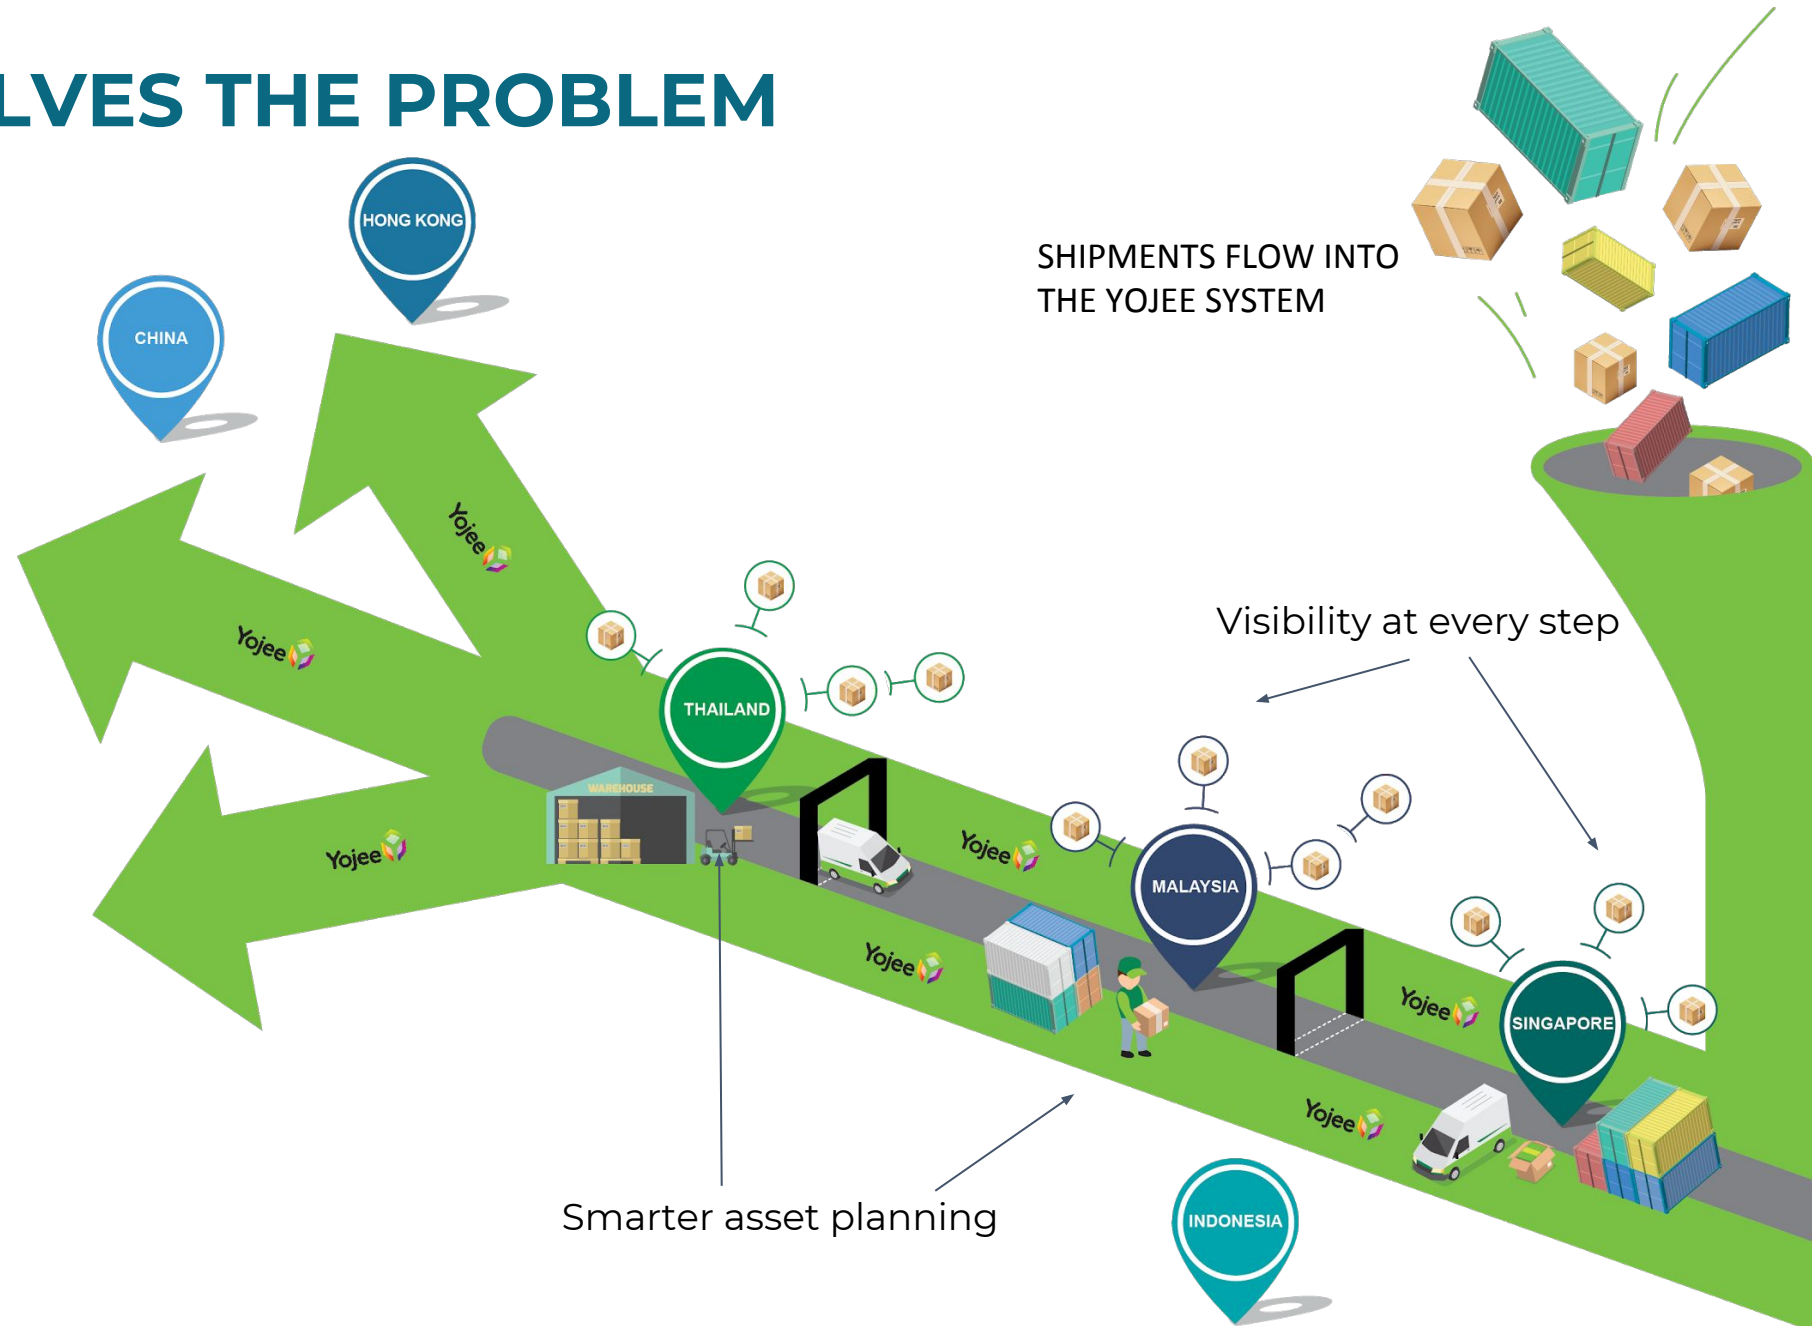 LVES THE PROBLEM
HONG KONG
CHINA
SHIPMENTS FLOW INTO
THE YOJEE SYSTEM
Yojee
Yojee
Visibility at every step
THAILAND
WAREHOUSE
Yojee
Yojee
MALAYSIA
Yojee
Yojee
SINGAPORE
Yojee
Smarter asset planning
INDONESIA